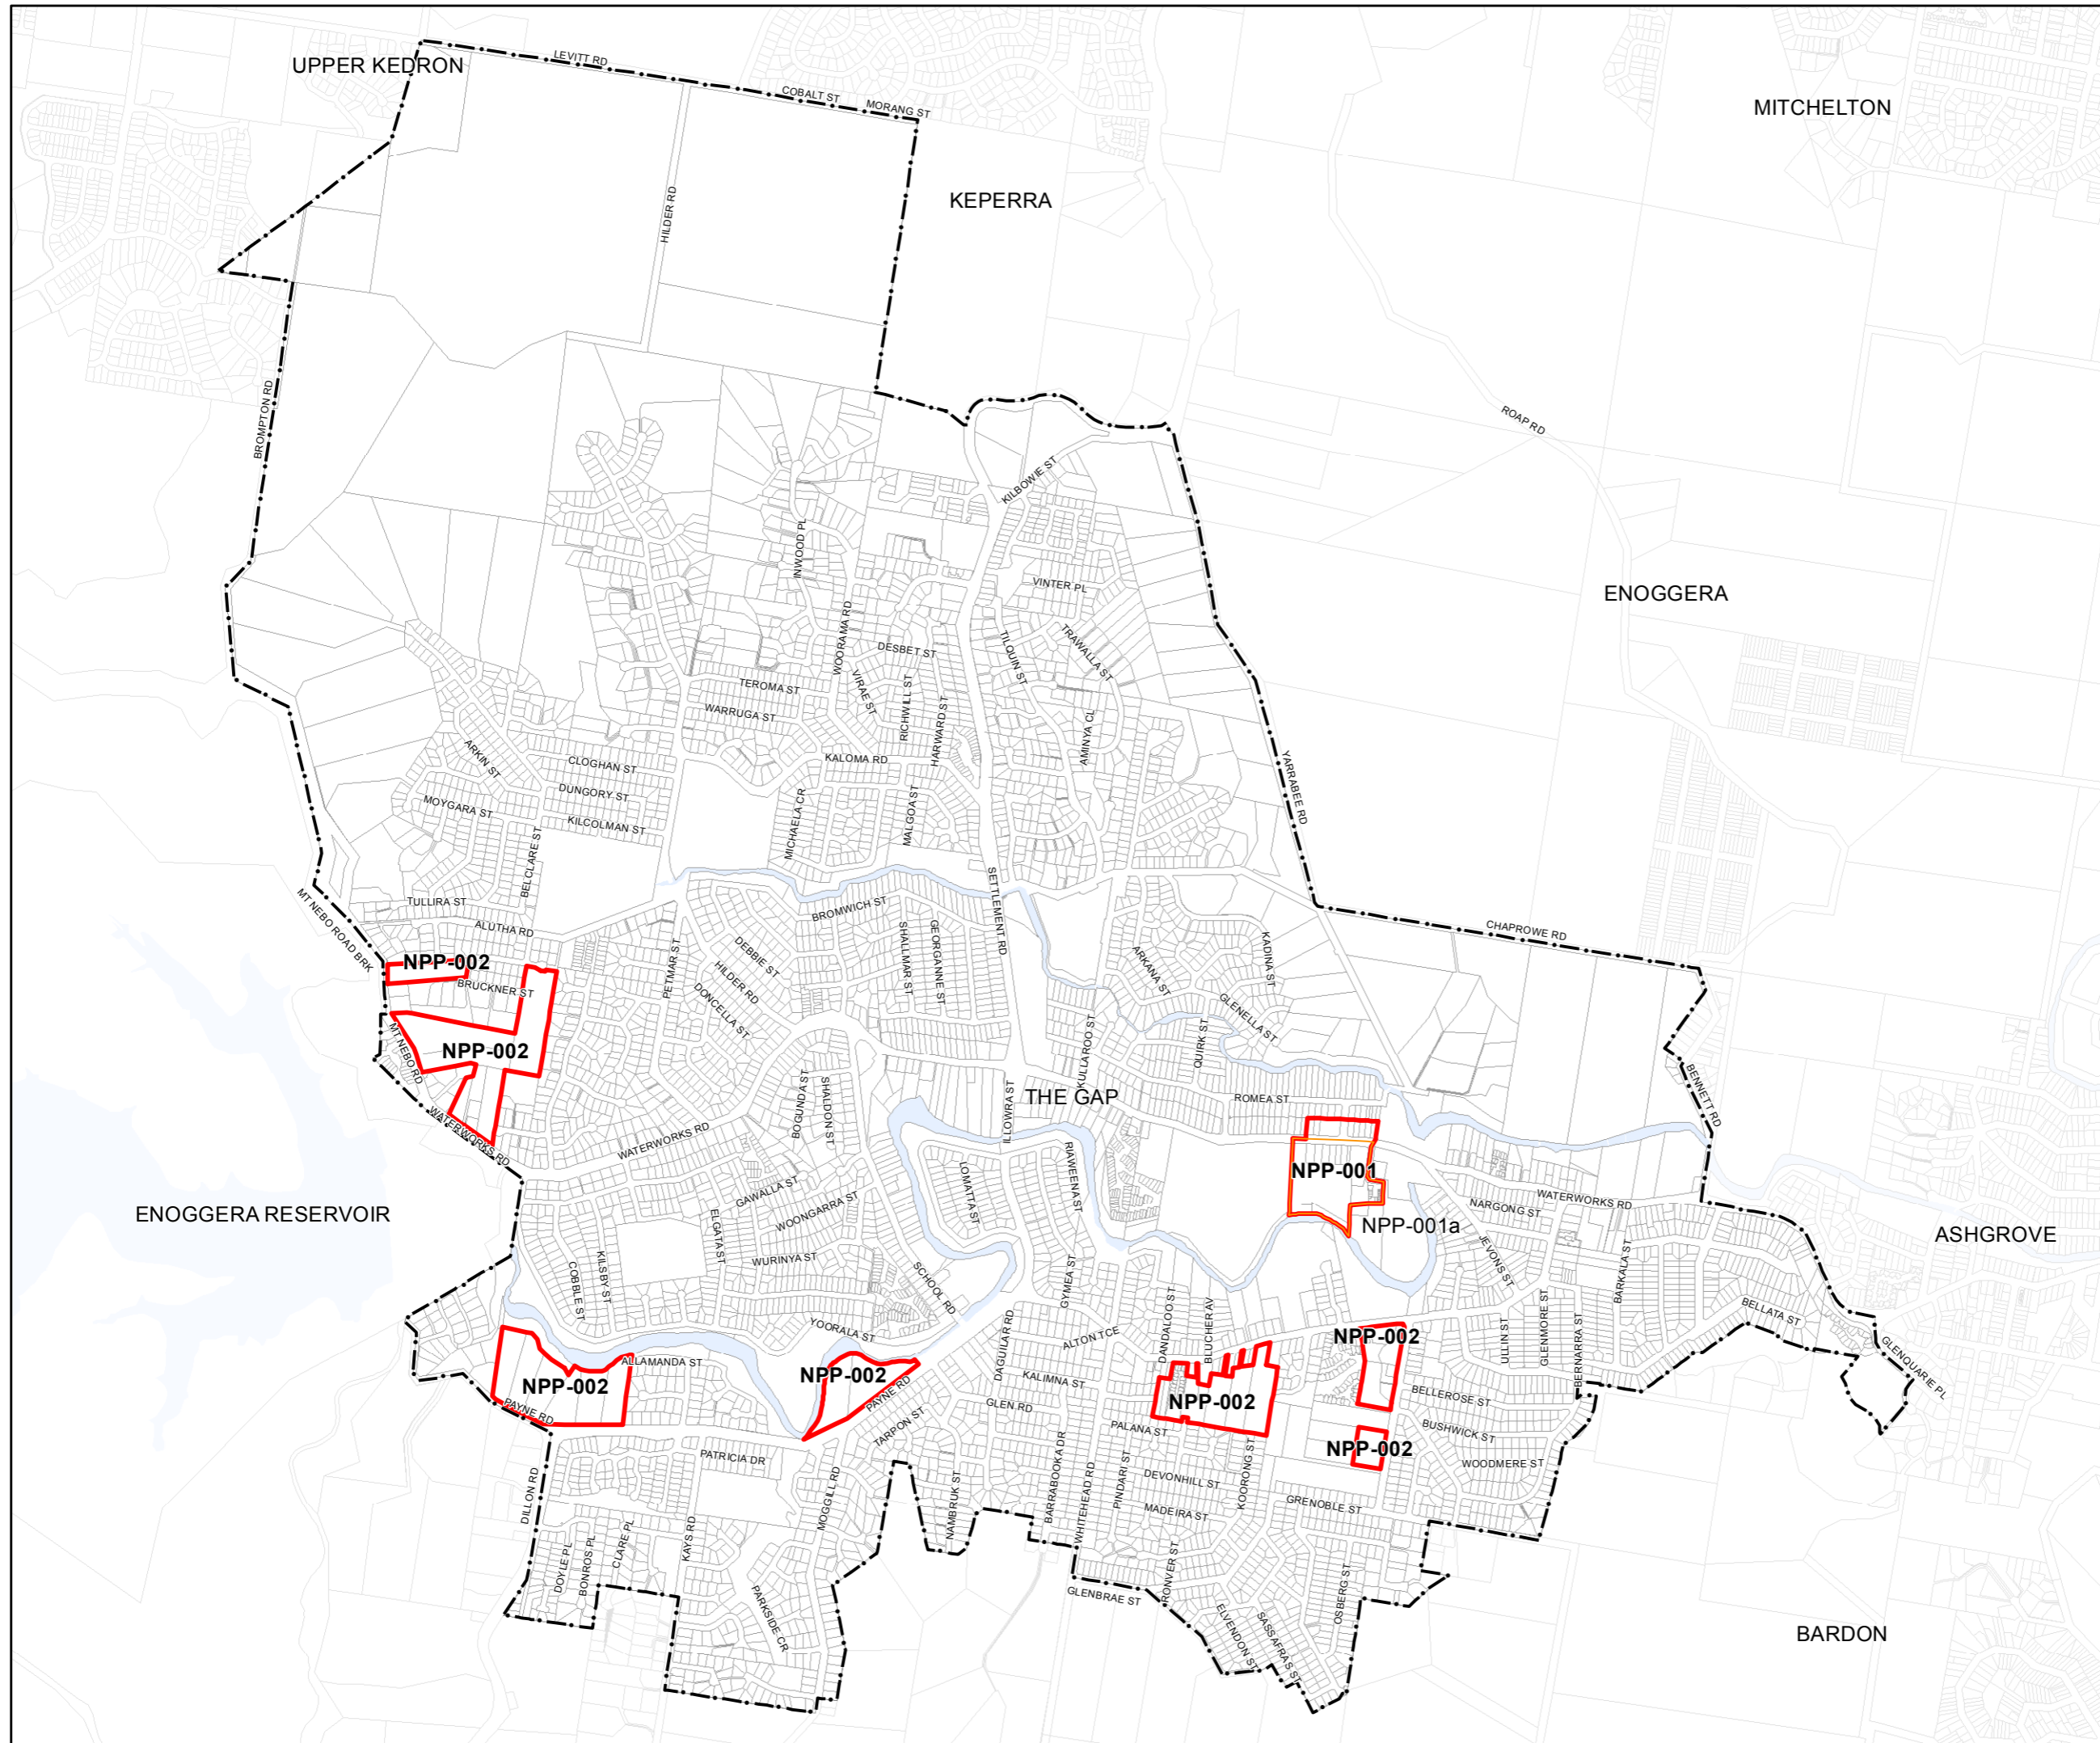 UPPER KEDRON
LEVITT RD
COBALT ST
MORANG ST
MITCHELTON
KEPERRA
HILDER RD
BROMPTON RD
ROAP RD
KILBOWIE ST
INWOOD PL
VINTER PL
ENOGGERA
WOORAMA RD
DESBET ST
TILQUIN ST
TRAWALLA ST
TEROMA ST
VIRAE ST
RICHWILL ST
HARWARD ST
WARRUGA ST
AMINYA CL
ARKIN ST
CLOGHAN ST
KALOMA RD
YARRABEE RD
DUNGORY ST
MOYGARA ST
KILCOLMAN ST
MICHAELA CR
MALGOA ST
BELCLARE ST
SETTLEMENT RD
TULLIRA ST
BROMWICH ST
MT NEBO ROAD BRK
ALUTHA RD
SHALLMAR ST
GEORGANNE ST
CHAPROWE RD
PETMAR ST
DEBBIE ST
ARKANA ST
KADINA ST
NPP-002
HILDER RD
BRUCKNER ST
DONCELLA ST
GLENELLA ST
MT NEBO RD
NPP-002
KULLAROO ST
QUIRK ST
BENNETT RD
BOGUNDA ST
SHALDON ST
ILLOWRA ST
THE GAP
ROMEA ST
WATERWORKS RD
WATERWORKS RD
NPP-001
RIAWEENA ST
LOMATTA ST
GAWALLA ST
WOONGARRA ST
WATERWORKS RD
NARGONG ST
ENOGGERA RESERVOIR
NPP-001a
ASHGROVE
ELGATA ST
WURINYA ST
JEVONS ST
BARKALA ST
COBBLE ST
KILSBY ST
SCHOOL RD
GYMEA ST
DANDALOO ST
BLUCHER AV
BELLATA ST
YOORALA ST
DAGUILAR RD
ALTON TCE
NPP-002
ULLIN ST
GLENMORE ST
BERNARRA ST
GLENQUARIE PL
ALLAMANDA ST
NPP-002
NPP-002
KALIMNA ST
NPP-002
PAYNE RD
PAYNE RD
GLEN RD
BELLEROSE ST
TARPON ST
PALANA ST
BUSHWICK ST
NPP-002
PATRICIA DR
WOODMERE ST
DILLON RD
MOGGILL RD
NAMBRUK ST
BARRABOOKA DR
WHITEHEAD RD
PINDARI ST
DEVONHILL ST
KOORONG ST
MADEIRA ST
GRENOBLE ST
DOYLE PL
BONROS PL
CLARE PL
KAYS RD
PARKSIDE CR
GLENBRAE ST
RONVER ST
OSBERG ST
ELVENDON ST
SASSAFRAS ST
BARDON